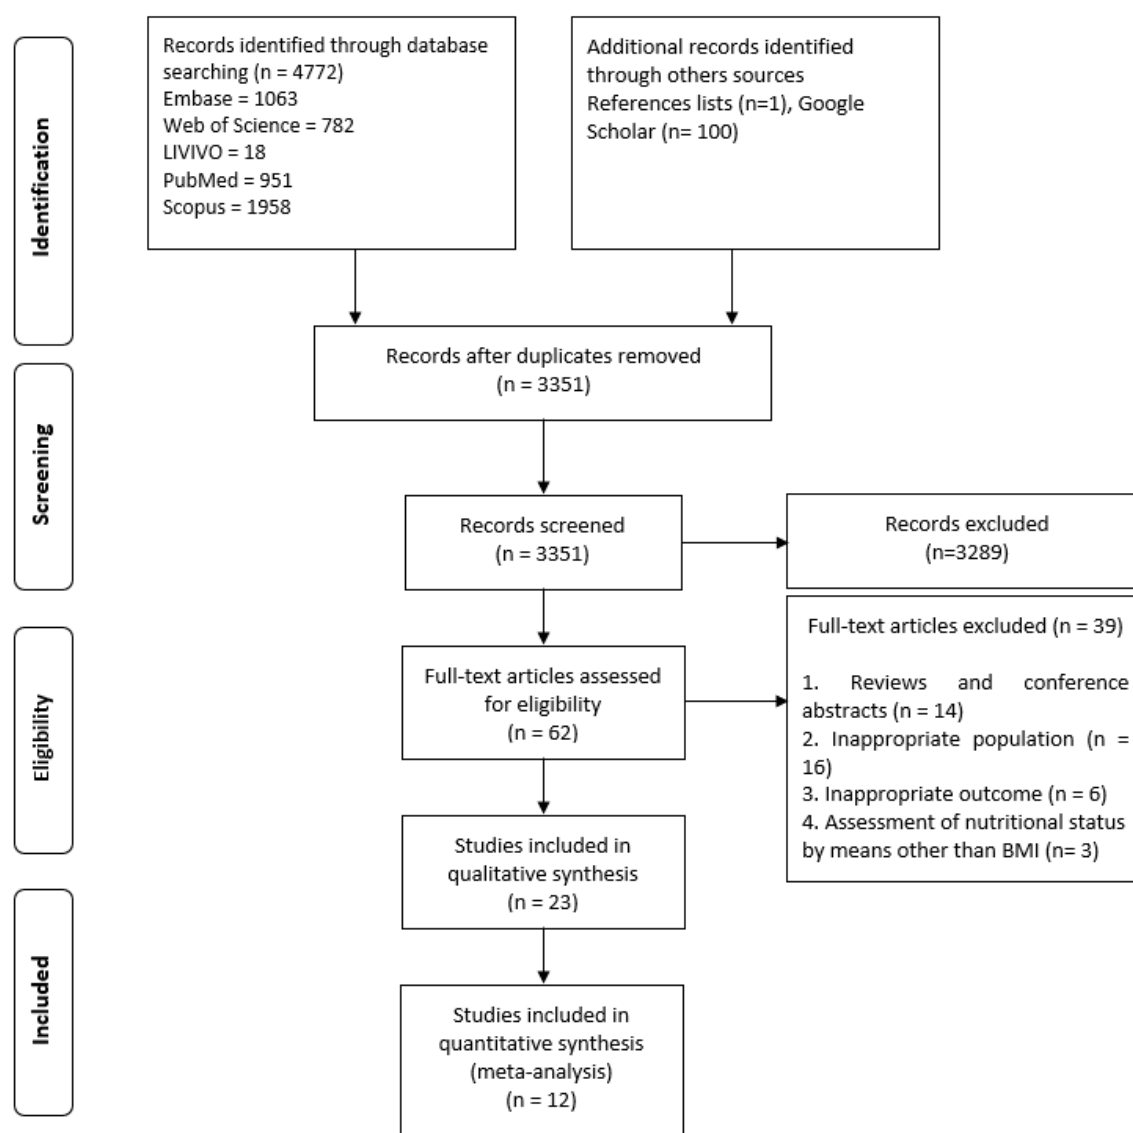 Identification
Records identified through database
searching (n = 4772)
Embase = 1063
Web of Science = 782
LIVIVO = 18
PubMed = 951
Scopus = 1958
Additional records identified
through others sources
References lists (n=1), Google
Scholar (n= 100)
Records after duplicates removed
(n = 3351)
Screening
Records screened
(n = 3351)
Records excluded
(n=3289)
Eligibility
Full-text articles assessed
for eligibility
(n = 62)
Full-text articles excluded (n = 39)
1. Reviews and conference
abstracts (n = 14)
2. Inappropriate population (n =
16)
3. Inappropriate outcome (n = 6)
4. Assessment of nutritional status
by means other than BMI (n= 3)
Studies included in
qualitative synthesis
(n = 23)
Included
Studies included in
quantitative synthesis
(meta-analysis)
(n = 12)